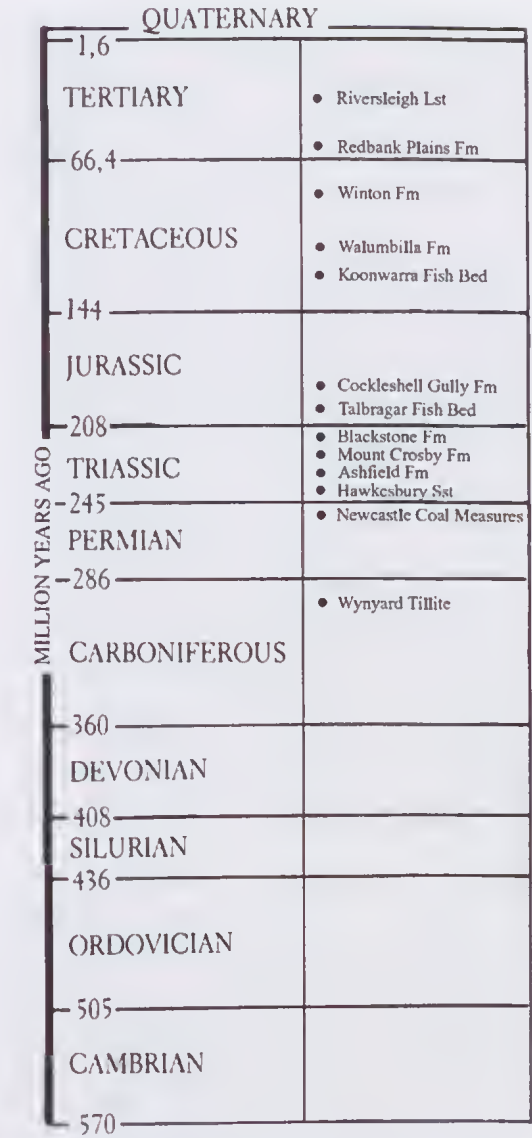 QUATERNARY
1,6
TERTIARY
• Riversleigh Lst
• Redbank Plains Fm
66,4
• Winton Fm
CRETACEOUS
• Walumbilla Fm
• Koonwarra Fish Bed
144
JURASSIC
• Cockleshell Gully Fm
• Talbragar Fish Bed
208
• Blackstone Fm
• Mount Crosby Fm
TRIASSIC
• Ashfield Fm
• Hawkesbury Sst
245
• Newcastle Coal Measures
PERMIAN
286
• Wynyard Tillite
MILLION YEARS AGO
CARBONIFEROUS
360
DEVONIAN
408
SILURIAN
436
ORDOVICIAN
505
CAMBRIAN
570